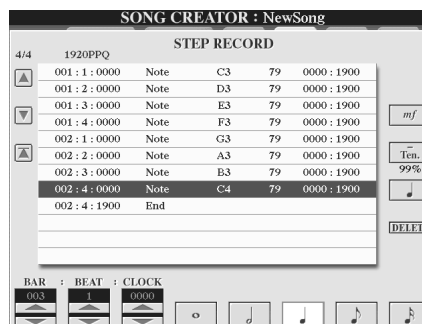 SONG CREATOR : NewSong
STEP RECORD
4/4 1920PPQ
001 : 1 : 0000 Note C3 79 0000 : 1900
001 : 2 : 0000 Note D3 79 0000 : 1900
001 : 3 : 0000 Note E3 79 0000 : 1900
001 : 4 : 0000 Note F3 79 0000 : 1900
002 : 1 : 0000 Note G3 79 0000 : 1900
002 : 2 : 0000 Note A3 79 0000 : 1900
002 : 3 : 0000 Note B3 79 0000 : 1900
002 : 4 : 0000 Note C4 79 0000 : 1900
002 : 4 : 1900 End
mf
Ten.
99%
DELET
BAR : BEAT : CLOCK
003 1 0000